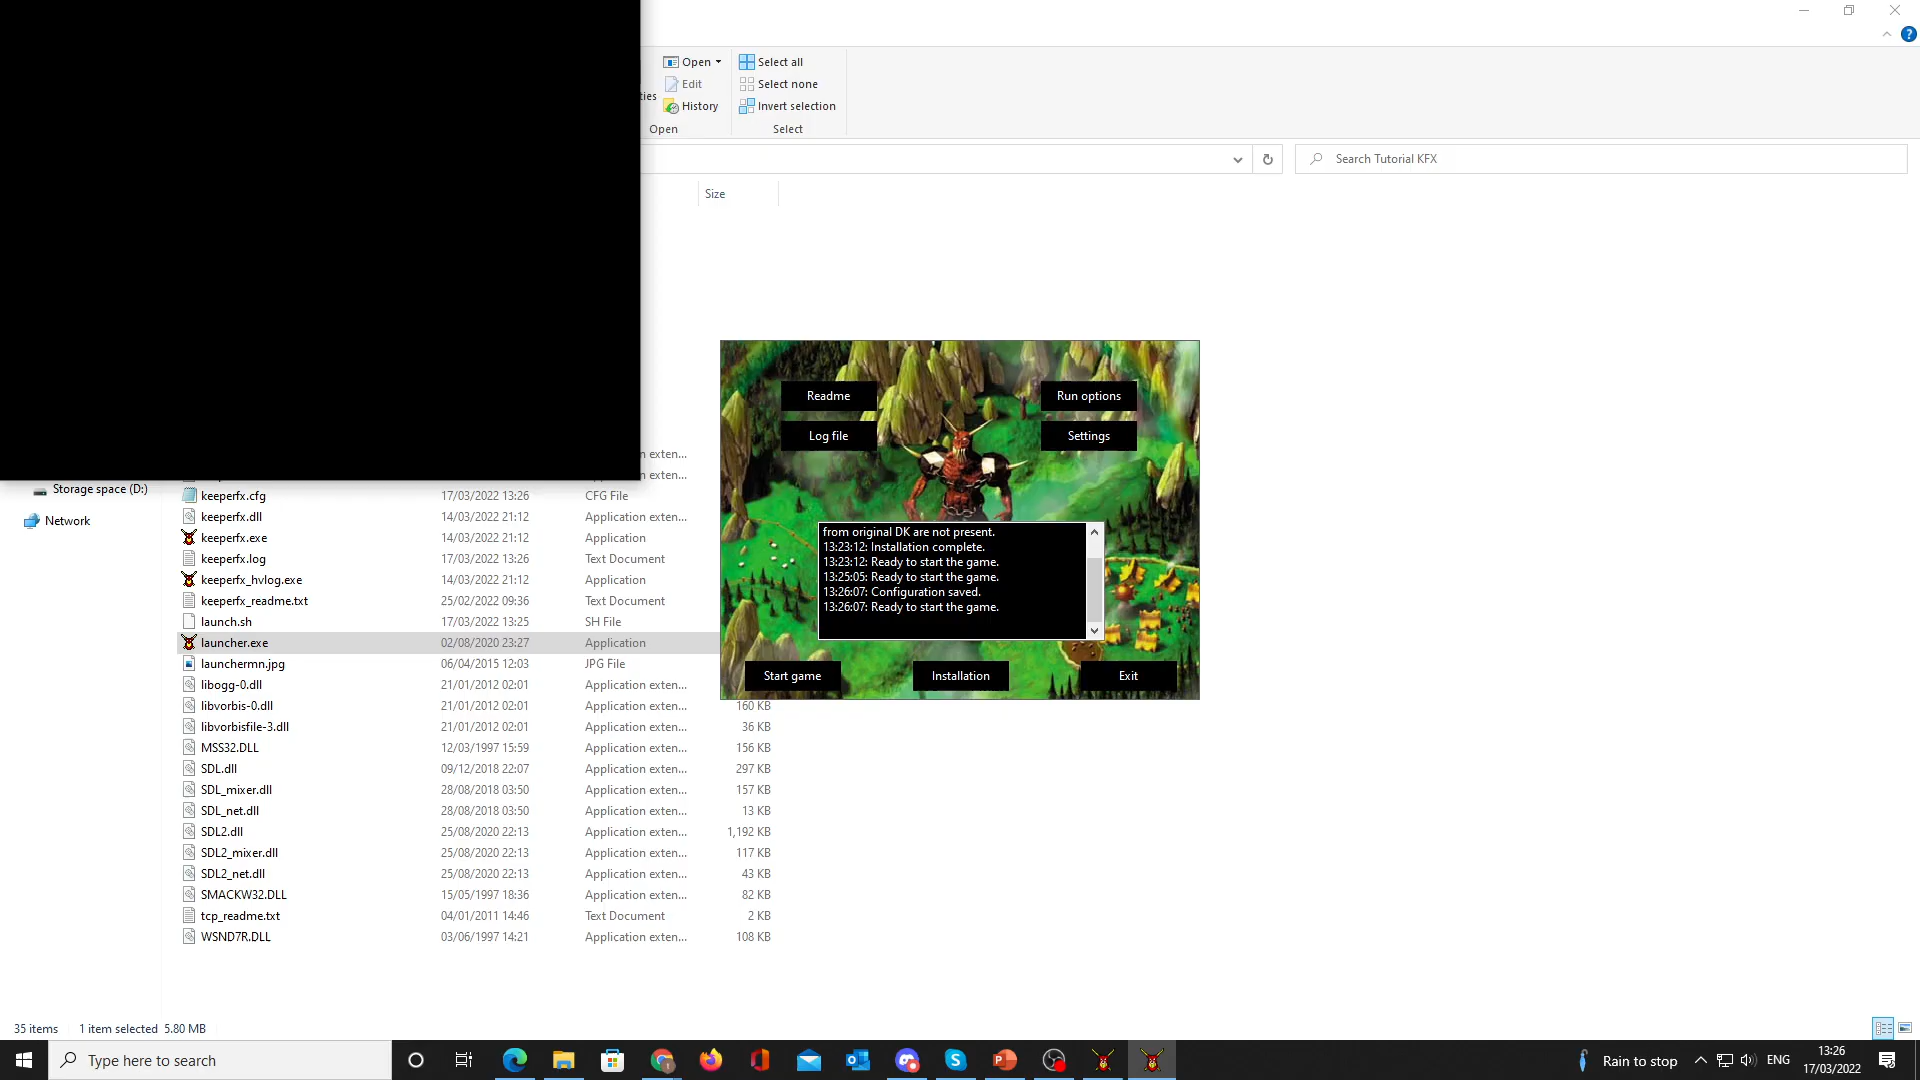 Open
Select all
Edit
Select none
ties
History
Invert selection
Open
Select
Search Tutorial KFX
Size
n exten...
n exten...
Storage space (D:)
Network
keeperfx.cfg 17/03/2022 13:26 CFG File
keeperfx.dll 14/03/2022 21:12 Application exten...
keeperfx.exe 14/03/2022 21:12 Application
keeperfx.log 17/03/2022 13:26 Text Document
keeperfx_hvlog.exe 14/03/2022 21:12 Application
keeperfx_readme.txt 25/02/2022 09:36 Text Document
launch.sh 17/03/2022 13:25 SH File
launcher.exe 02/08/2020 23:27 Application
launchermn.jpg 06/04/2015 12:03 JPG File
libogg-0.dll 21/01/2012 02:01 Application exten...
libvorbis-0.dll 21/01/2012 02:01 Application exten... 160 KB
libvorbisfile-3.dll 21/01/2012 02:01 Application exten... 36 KB
MSS32.DLL 12/03/1997 15:59 Application exten... 156 KB
SDL.dll 09/12/2018 22:07 Application exten... 297 KB
SDL_mixer.dll 28/08/2018 03:50 Application exten... 157 KB
SDL_net.dll 28/08/2018 03:50 Application exten... 13 KB
SDL2.dll 25/08/2020 22:13 Application exten... 1,192 KB
SDL2_mixer.dll 25/08/2020 22:13 Application exten... 117 KB
SDL2_net.dll 25/08/2020 22:13 Application exten... 43 KB
SMACKW32.DLL 15/05/1997 18:36 Application exten... 82 KB
tcp_readme.txt 04/01/2011 14:46 Text Document 2 KB
WSND7R.DLL 03/06/1997 14:21 Application exten... 108 KB
Readme
Run options
Log file
Settings
from original DK are not present.
13:23:12: Installation complete.
13:23:12: Ready to start the game.
13:25:05: Ready to start the game.
13:26:07: Configuration saved.
13:26:07: Ready to start the game.
Start game
Installation
Exit
35 items 1 item selected 5.80 MB
Type here to search
Rain to stop
ENG
13:26
17/03/2022